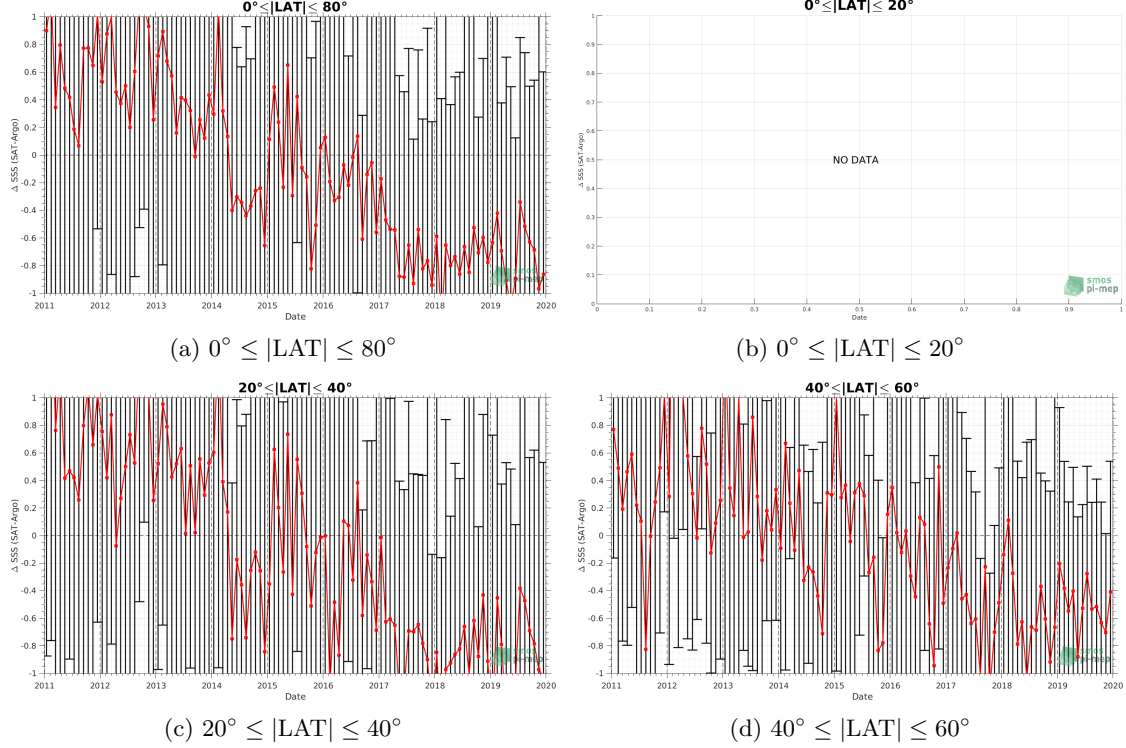 0°≤|LAT|≤ 80°
1
0.8
0.6
0.4
0.2
0
-0.2
-0.4
-0.6
-0.8
-1
Δ SSS (SAT-Argo)
2011 2012 2013 2014 2015 2016 2017 2018 2019 2020
Date
smos
pi-mep
(a) 0° ≤ |LAT| ≤ 80°
0°≤|LAT|≤ 20°
1
0.9
0.8
0.7
0.6
0.5
0.4
0.3
0.2
0.1
0
Δ SSS (SAT-Argo)
NO DATA
0 0.1 0.2 0.3 0.4 0.5 0.6 0.7 0.8 0.9 1
Date
smos
pi-mep
(b) 0° ≤ |LAT| ≤ 20°
20°≤|LAT|≤ 40°
1
0.8
0.6
0.4
0.2
0
-0.2
-0.4
-0.6
-0.8
-1
Δ SSS (SAT-Argo)
2011 2012 2013 2014 2015 2016 2017 2018 2019 2020
Date
smos
pi-mep
(c) 20° ≤ |LAT| ≤ 40°
40°≤|LAT|≤ 60°
1
0.8
0.6
0.4
0.2
0
-0.2
-0.4
-0.6
-0.8
-1
Δ SSS (SAT-Argo)
2011 2012 2013 2014 2015 2016 2017 2018 2019 2020
Date
smos
pi-mep
(d) 40° ≤ |LAT| ≤ 60°